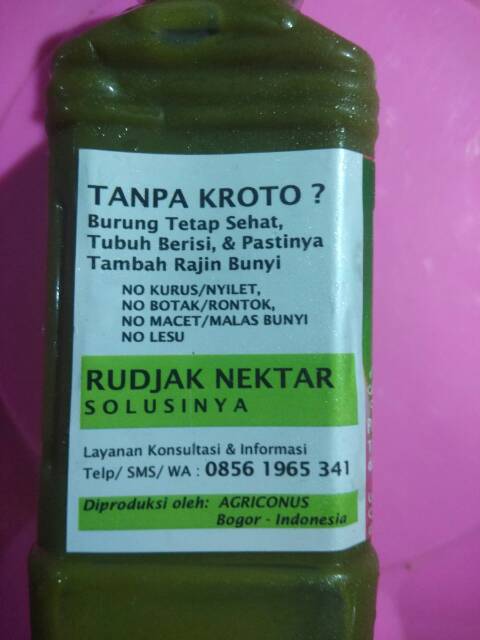 TANPA KROTO ?
Burung Tetap Sehat,
Tubuh Berisi, & Pastinya
Tambah Rajin Bunyi
NO KURUS/NYILET,
NO BOTAK/RONTOK,
NO MACET/MALAS BUNYI
NO LESU
RUDJAK NEKTAR
SOLUSINYA
Layanan Konsultasi & Informasi
Telp/ SMS/ WA : 0856 1965 341
Diproduksi oleh: AGRICONUS
Bogor - Indonesia